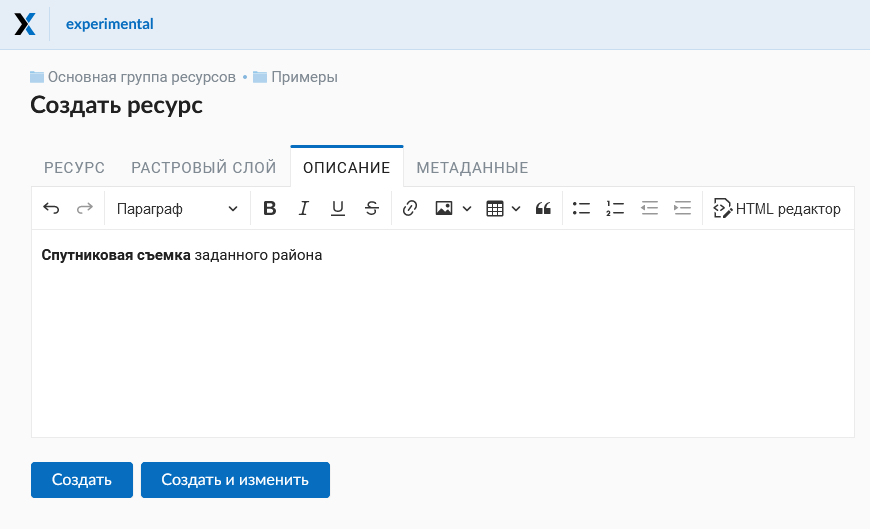 experimental
Основная группа ресурсов • Примеры
Создать ресурс
РЕСУРС РАСТРОВЫЙ СЛОЙ ОПИСАНИЕ МЕТАДАННЫЕ
Параграф B I U S HTML редактор
Спутниковая съемка заданного района
Создать Создать и изменить